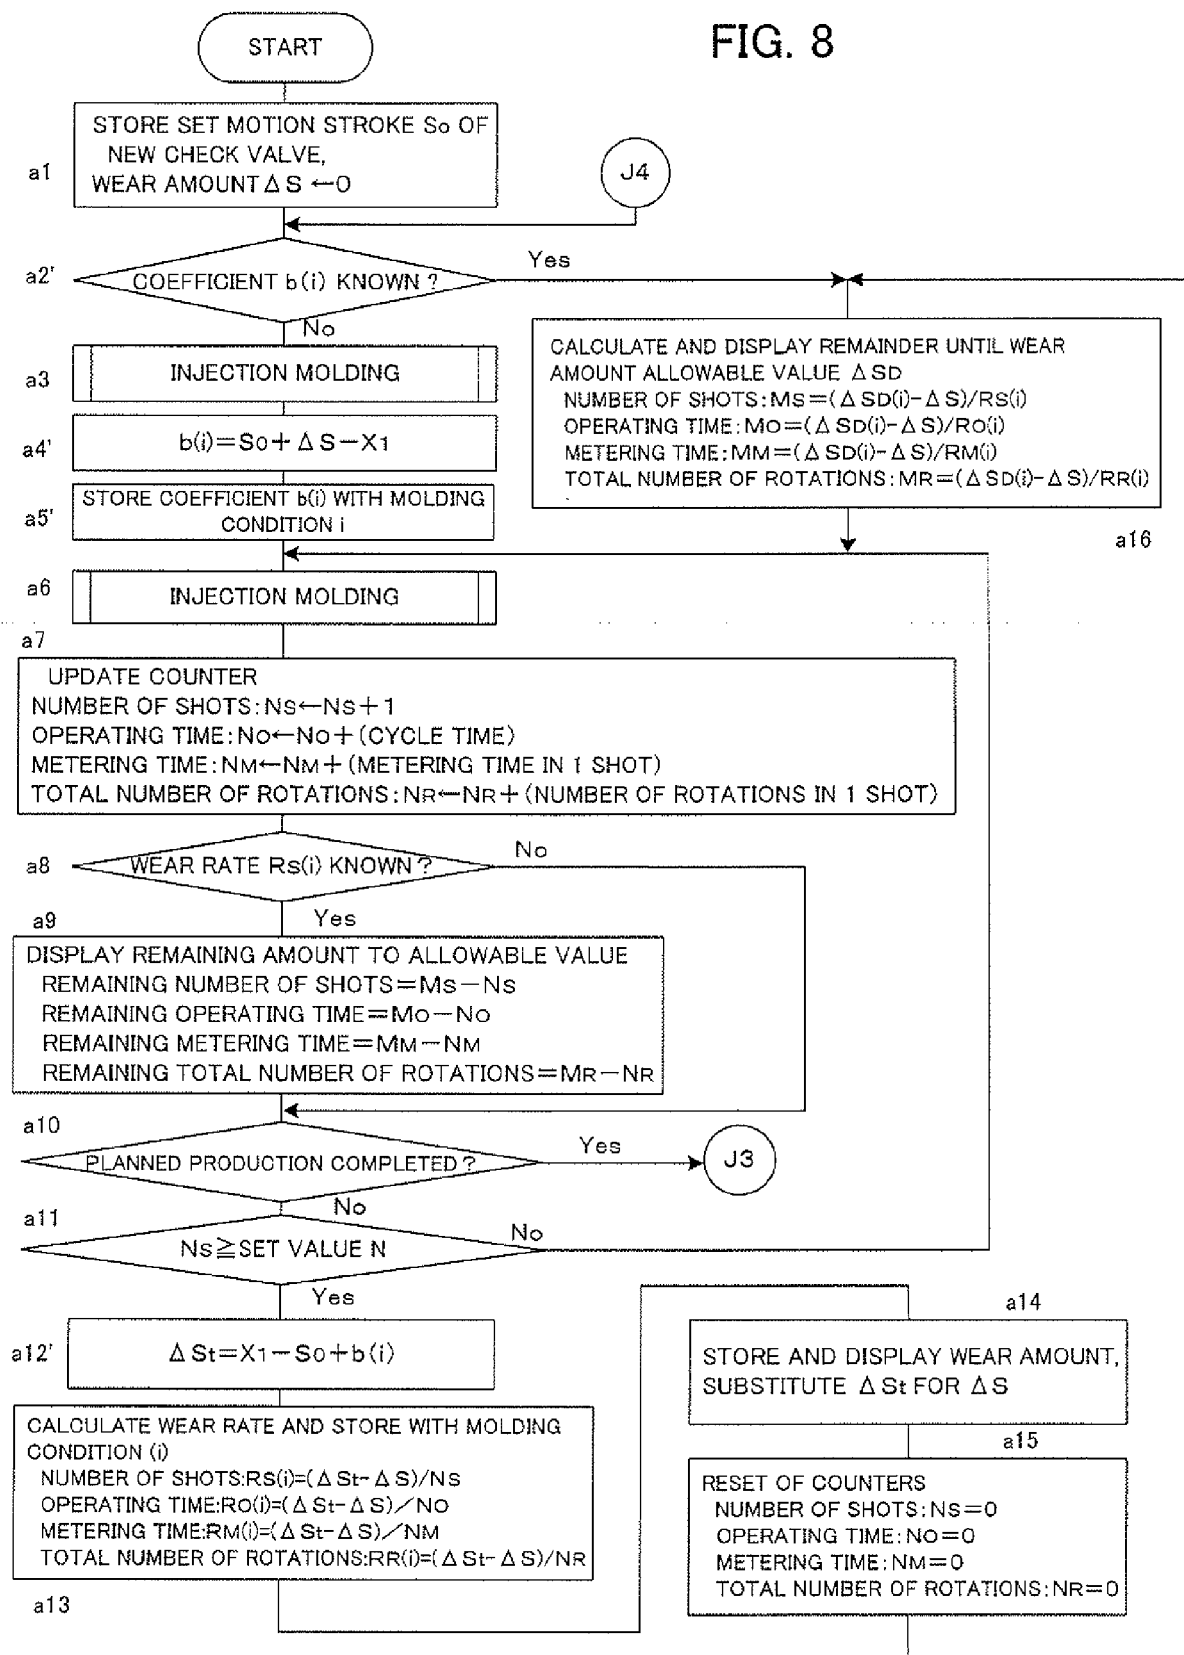 FIG. 8
START
a1
STORE SET MOTION STROKE So OF
NEW CHECK VALVE,
WEAR AMOUNT Δ S ←0
J4
a2'
COEFFICIENT b(i) KNOWN ?
Yes
No
a3
INJECTION MOLDING
a4'
b(i)=So+ΔS−X1
a5'
STORE COEFFICIENT b(i) WITH MOLDING
CONDITION i
CALCULATE AND DISPLAY REMAINDER UNTIL WEAR
AMOUNT ALLOWABLE VALUE ΔSD
NUMBER OF SHOTS:MS=(ΔSD(i)-ΔS)/RS(i)
OPERATING TIME:MO=(ΔSD(i)-ΔS)/RO(i)
METERING TIME:MM=(ΔSD(i)-ΔS)/RM(i)
TOTAL NUMBER OF ROTATIONS:MR=(ΔSD(i)-ΔS)/RR(i)
a16
a6
INJECTION MOLDING
a7
UPDATE COUNTER
NUMBER OF SHOTS:NS←NS+1
OPERATING TIME:NO←NO+(CYCLE TIME)
METERING TIME:NM←NM+(METERING TIME IN 1 SHOT)
TOTAL NUMBER OF ROTATIONS:NR←NR+(NUMBER OF ROTATIONS IN 1 SHOT)
a8
WEAR RATE Rs(i) KNOWN ?
No
Yes
a9
DISPLAY REMAINING AMOUNT TO ALLOWABLE VALUE
REMAINING NUMBER OF SHOTS=MS−NS
REMAINING OPERATING TIME=MO−NO
REMAINING METERING TIME=MM−NM
REMAINING TOTAL NUMBER OF ROTATIONS=MR−NR
a10
PLANNED PRODUCTION COMPLETED ?
Yes
J3
No
a11
Ns≧SET VALUE N
No
Yes
a12'
ΔSt=X1−So+b(i)
CALCULATE WEAR RATE AND STORE WITH MOLDING
CONDITION (i)
NUMBER OF SHOTS:RS(i)=(ΔSt-ΔS)/NS
OPERATING TIME:RO(i)=(ΔSt-ΔS)/NO
METERING TIME:RM(i)=(ΔSt-ΔS)/NM
TOTAL NUMBER OF ROTATIONS:RR(i)=(ΔSt-ΔS)/NR
a13
a14
STORE AND DISPLAY WEAR AMOUNT,
SUBSTITUTE ΔSt FOR ΔS
a15
RESET OF COUNTERS
NUMBER OF SHOTS:NS=0
OPERATING TIME:NO=0
METERING TIME:NM=0
TOTAL NUMBER OF ROTATIONS:NR=0